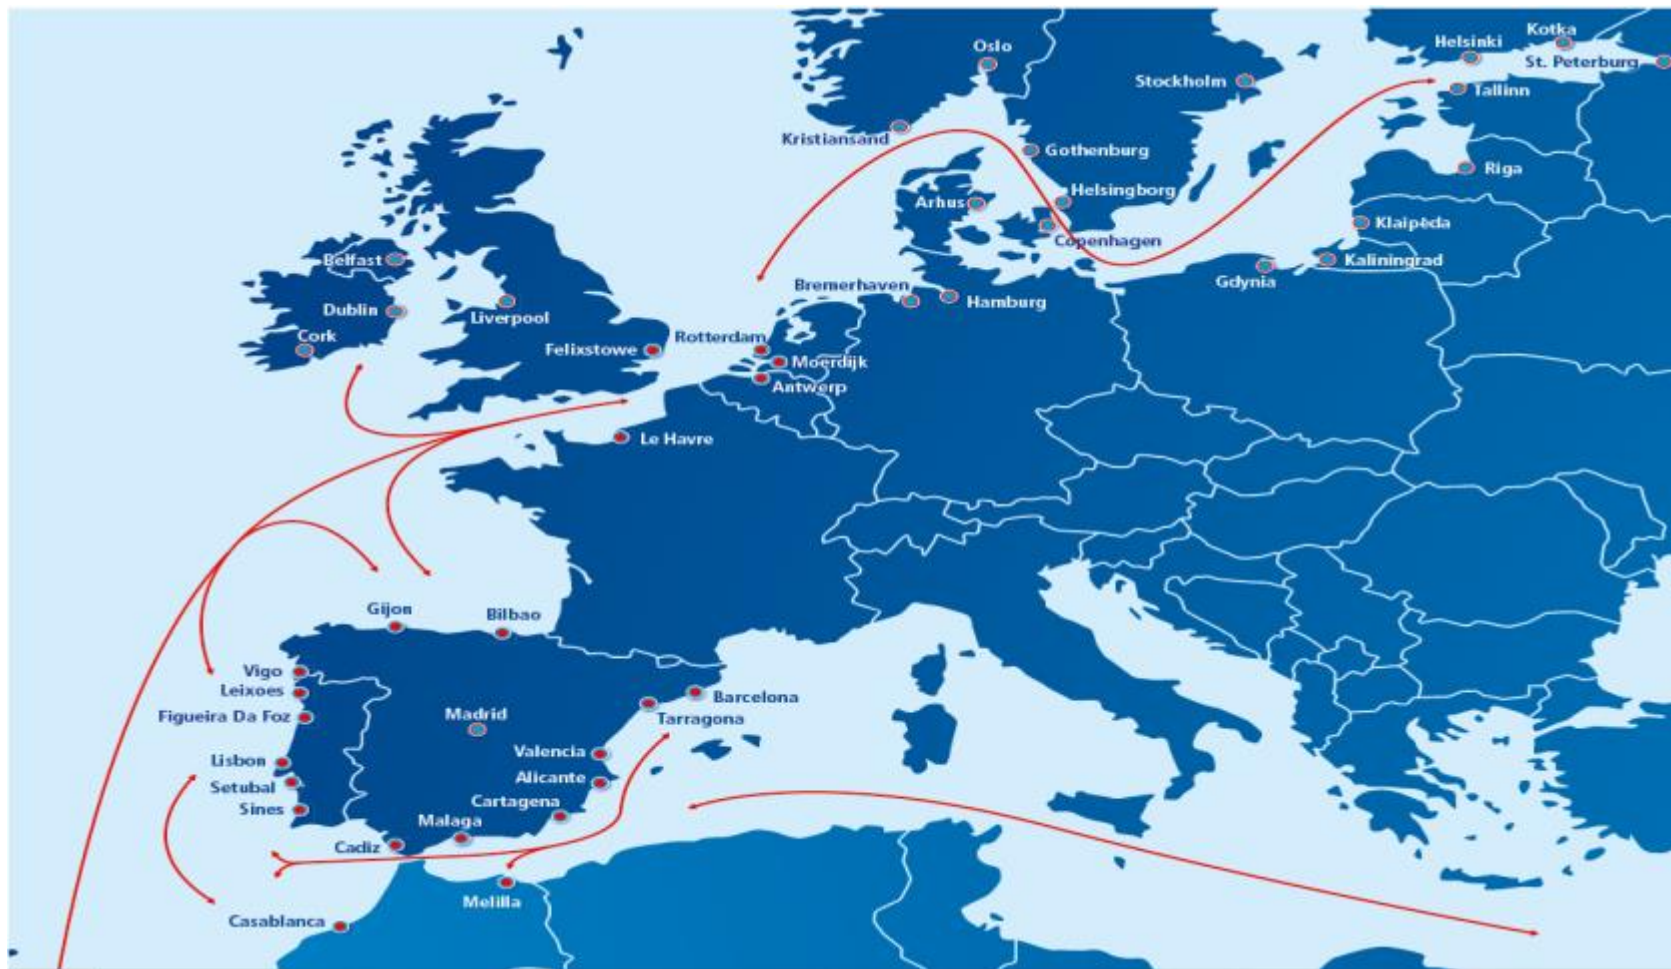 Oslo
Kotka
Helsinki
St. Peterburg
Stockholm
Tallinn
Kristiansand
Gothenburg
Riga
Helsingborg
Arhus
Klaipėda
Copenhagen
Belfast
Kaliningrad
Gdynia
Bremerhaven
Hamburg
Dublin
Liverpool
Cork
Rotterdam
Felixstowe
Moerdijk
Antwerp
Le Havre
Gijon
Bilbao
Vigo
Leixoes
Barcelona
Figueira Da Foz
Madrid
Tarragona
Valencia
Lisbon
Alicante
Setubal
Cartagena
Sines
Malaga
Cadiz
Melilla
Casablanca